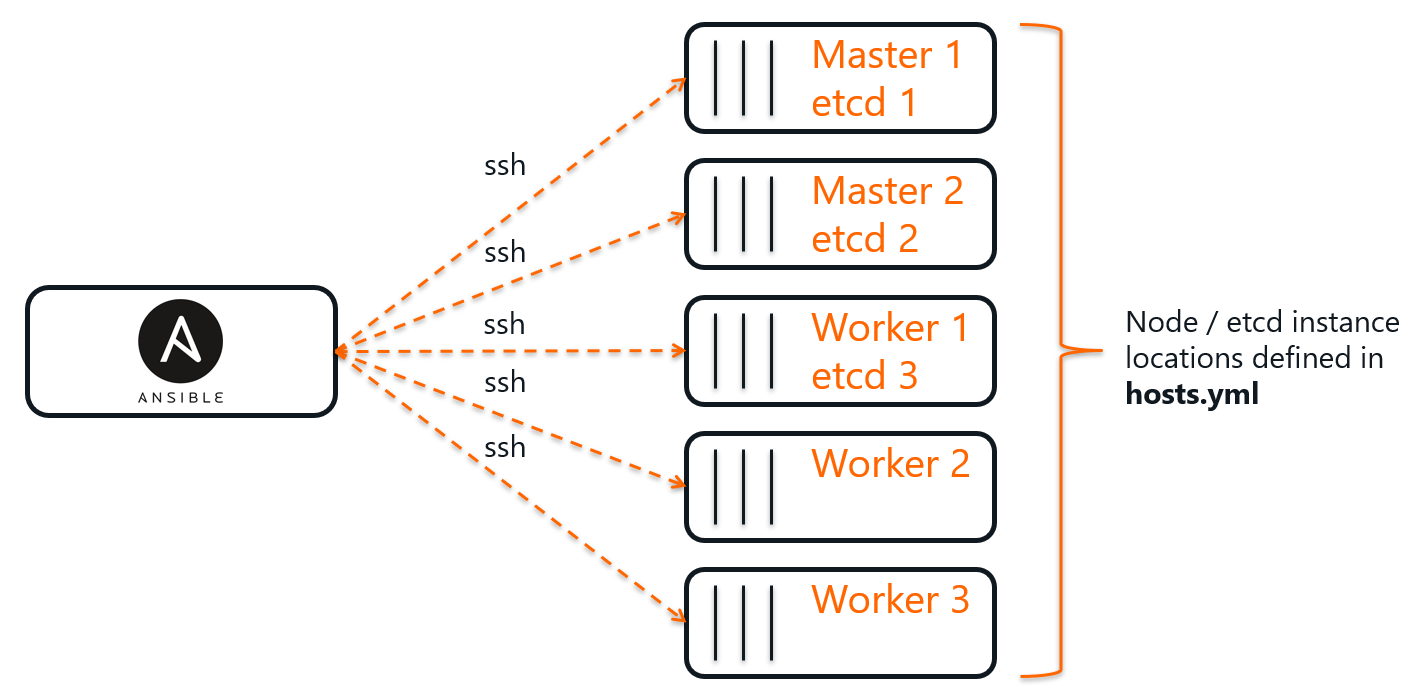 ANSIBLE
ssh
ssh
ssh
ssh
ssh
Master 1
etcd 1
Master 2
etcd 2
Worker 1
etcd 3
Worker 2
Worker 3
Node / etcd instance
locations defined in
hosts.yml